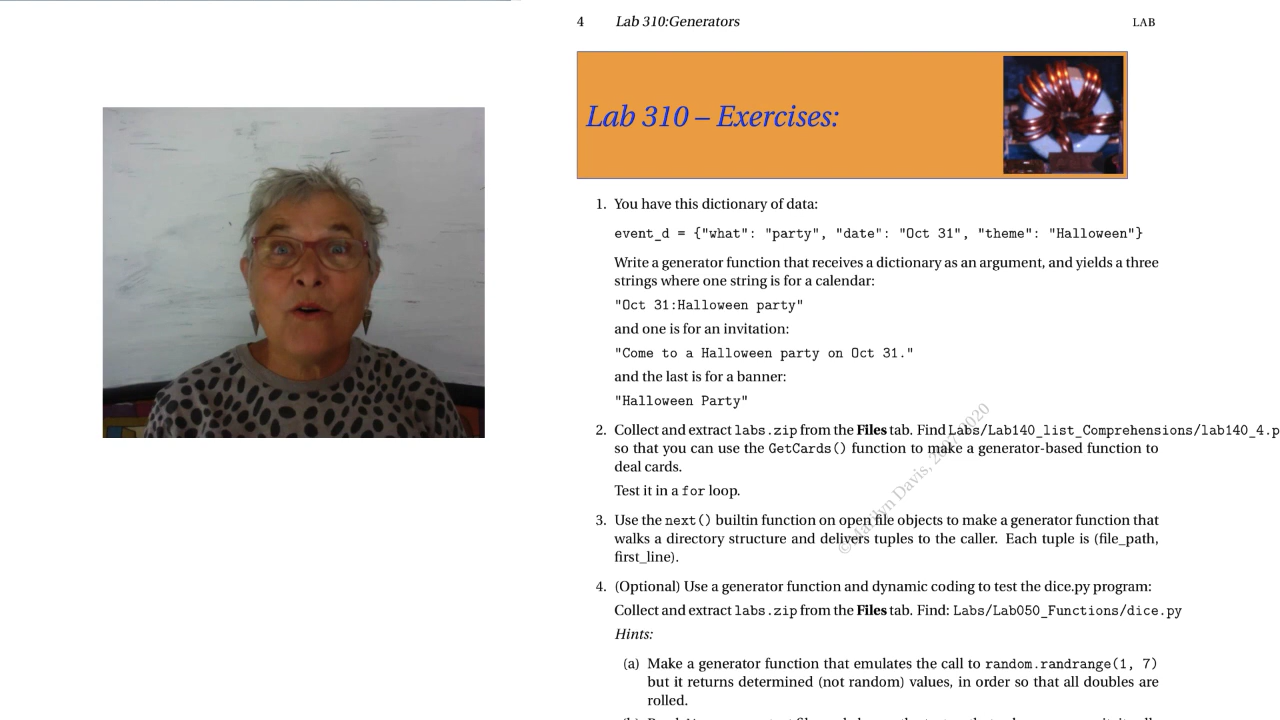 4 Lab 310:Generators LAB
Lab 310 – Exercises:
1. You have this dictionary of data:
event_d = {"what": "party", "date": "Oct 31", "theme": "Halloween"}
Write a generator function that receives a dictionary as an argument, and yields a three
strings where one string is for a calendar:
"Oct 31:Halloween party"
and one is for an invitation:
"Come to a Halloween party on Oct 31."
and the last is for a banner:
"Halloween Party"
2. Collect and extract labs.zip from the Files tab. Find Labs/Lab140_list_Comprehensions/lab140_4.p
so that you can use the GetCards() function to make a generator-based function to
deal cards.
Test it in a for loop.
3. Use the next() builtin function on open file objects to make a generator function that
walks a directory structure and delivers tuples to the caller. Each tuple is (file_path,
first_line).
4. (Optional) Use a generator function and dynamic coding to test the dice.py program:
Collect and extract labs.zip from the Files tab. Find: Labs/Lab050_Functions/dice.py
Hints:
(a) Make a generator function that emulates the call to random.randrange(1, 7)
but it returns determined (not random) values, in order so that all doubles are
rolled.